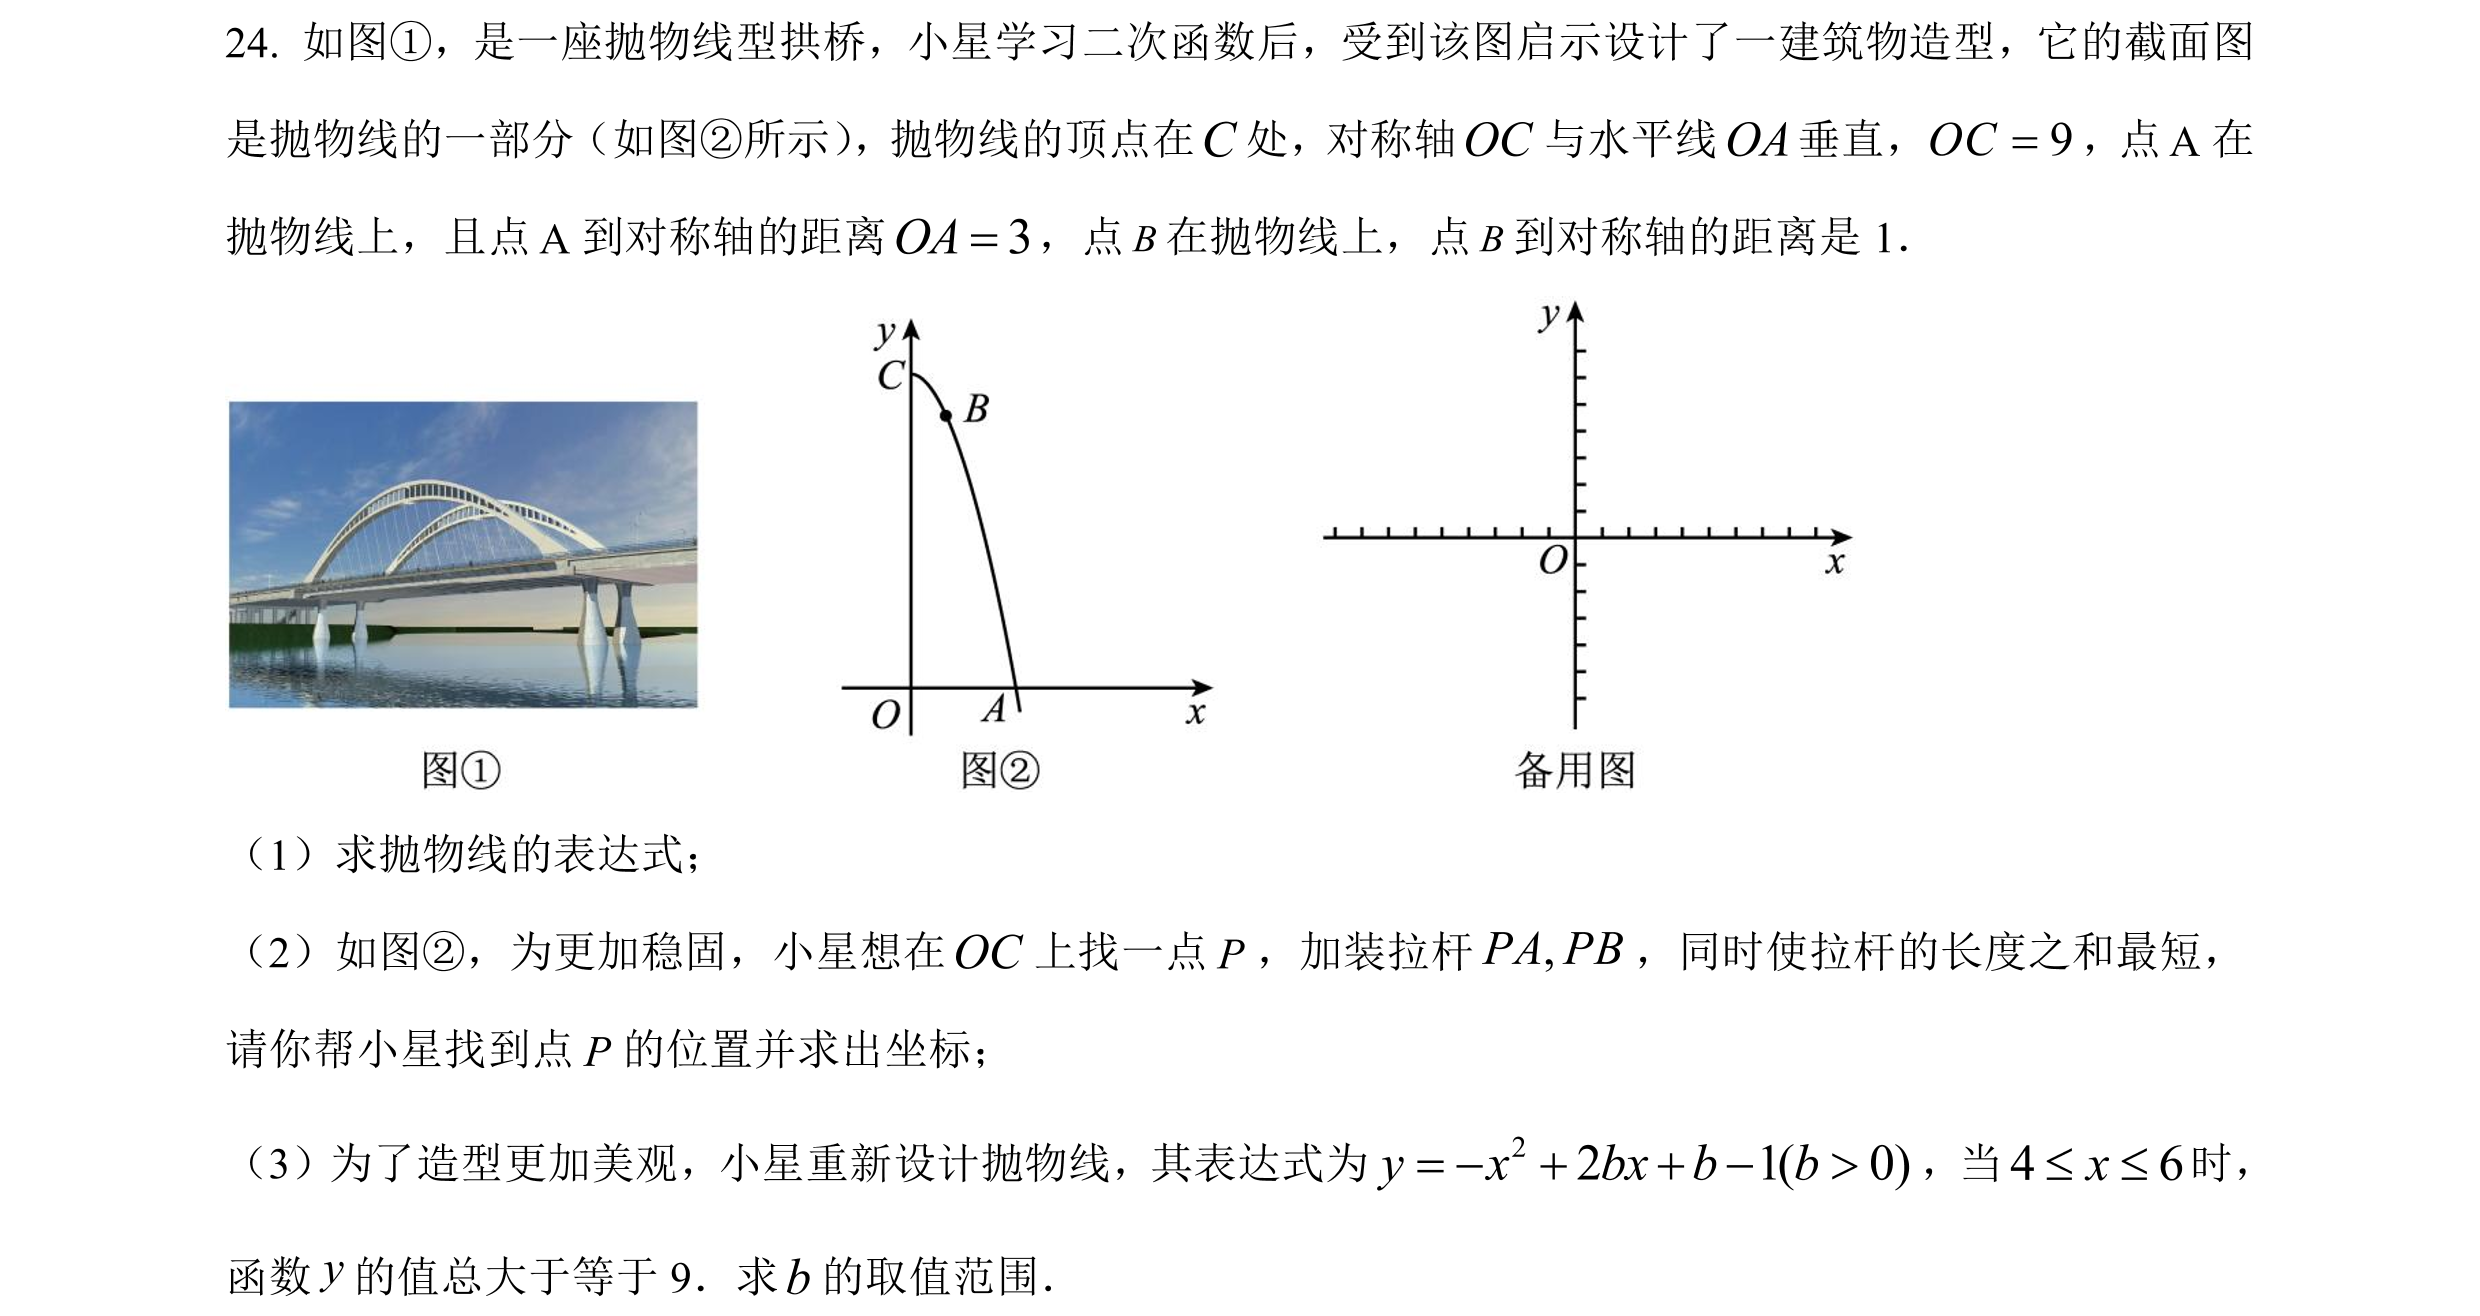 24. 如图①，是一座抛物线型拱桥，小星学习二次函数后，受到该图启示设计了一建筑物造型，它的截面图
是抛物线的一部分（如图②所示），抛物线的顶点在 C 处，对称轴 OC 与水平线 OA 垂直，OC = 9，点 A 在
抛物线上，且点 A 到对称轴的距离 OA = 3，点 B 在抛物线上，点 B 到对称轴的距离是 1．
y
C
B
O
A
x
y
O
x
图①
图②
备用图
（1）求抛物线的表达式；
（2）如图②，为更加稳固，小星想在 OC 上找一点 P，加装拉杆 PA, PB，同时使拉杆的长度之和最短，
请你帮小星找到点 P 的位置并求出坐标；
（3）为了造型更加美观，小星重新设计抛物线，其表达式为 y = −x² + 2bx + b − 1(b > 0)，当 4 ≤ x ≤ 6 时，
函数 y 的值总大于等于 9．求 b 的取值范围．